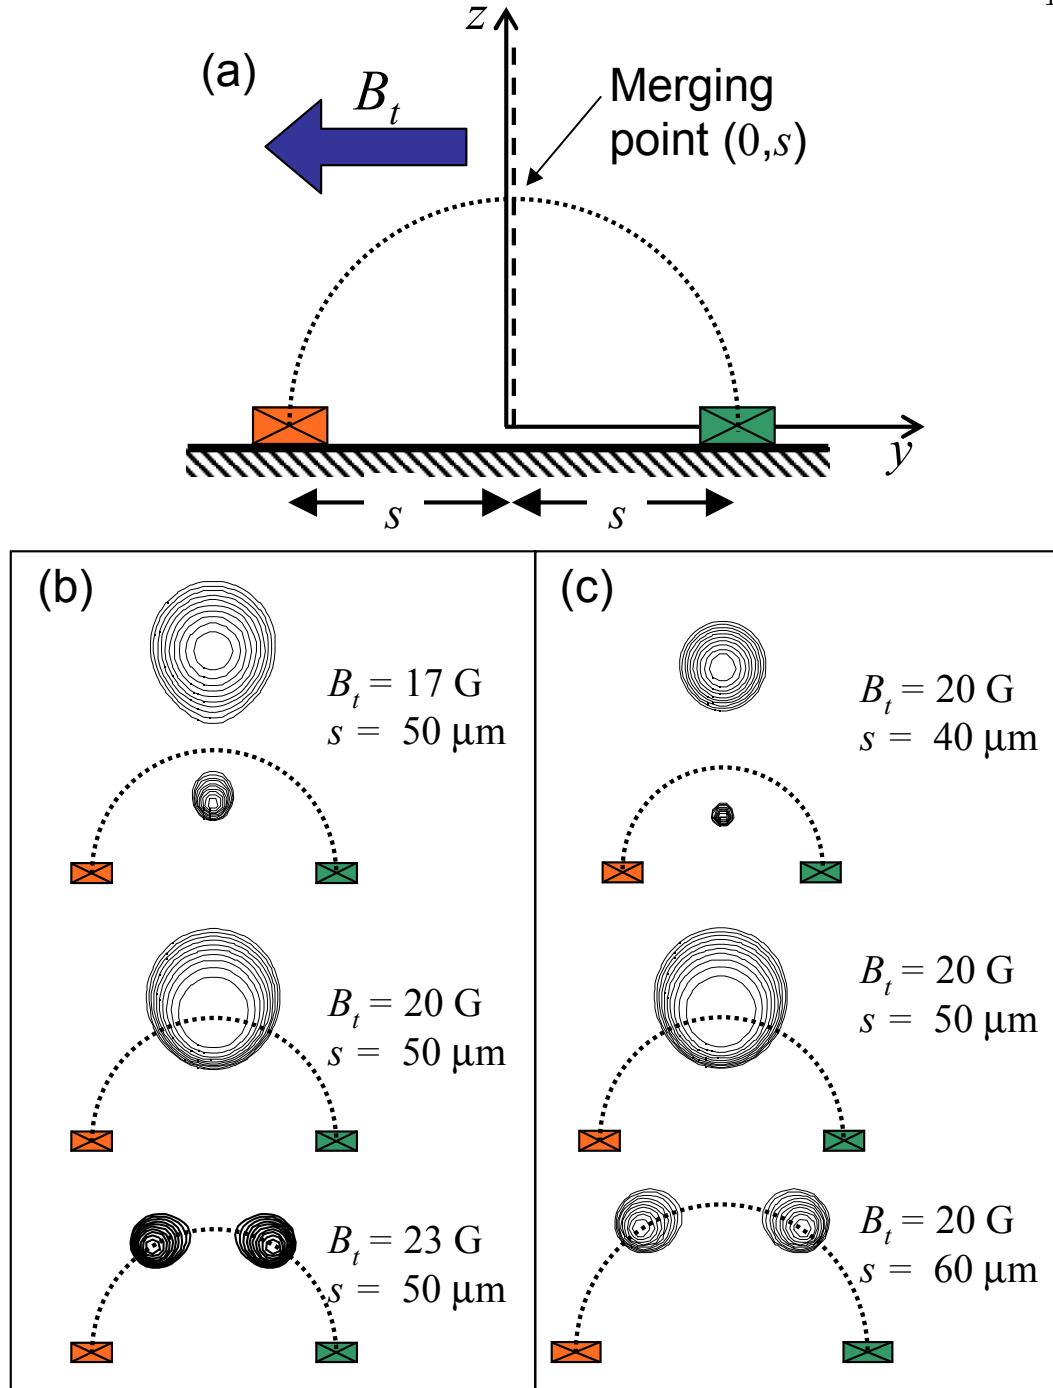 1
z
(a)
B_t
Merging
point (0,s)
y
s
s
(b)
B_t = 17 G
s = 50 μm
B_t = 20 G
s = 50 μm
B_t = 23 G
s = 50 μm
(c)
B_t = 20 G
s = 40 μm
B_t = 20 G
s = 50 μm
B_t = 20 G
s = 60 μm